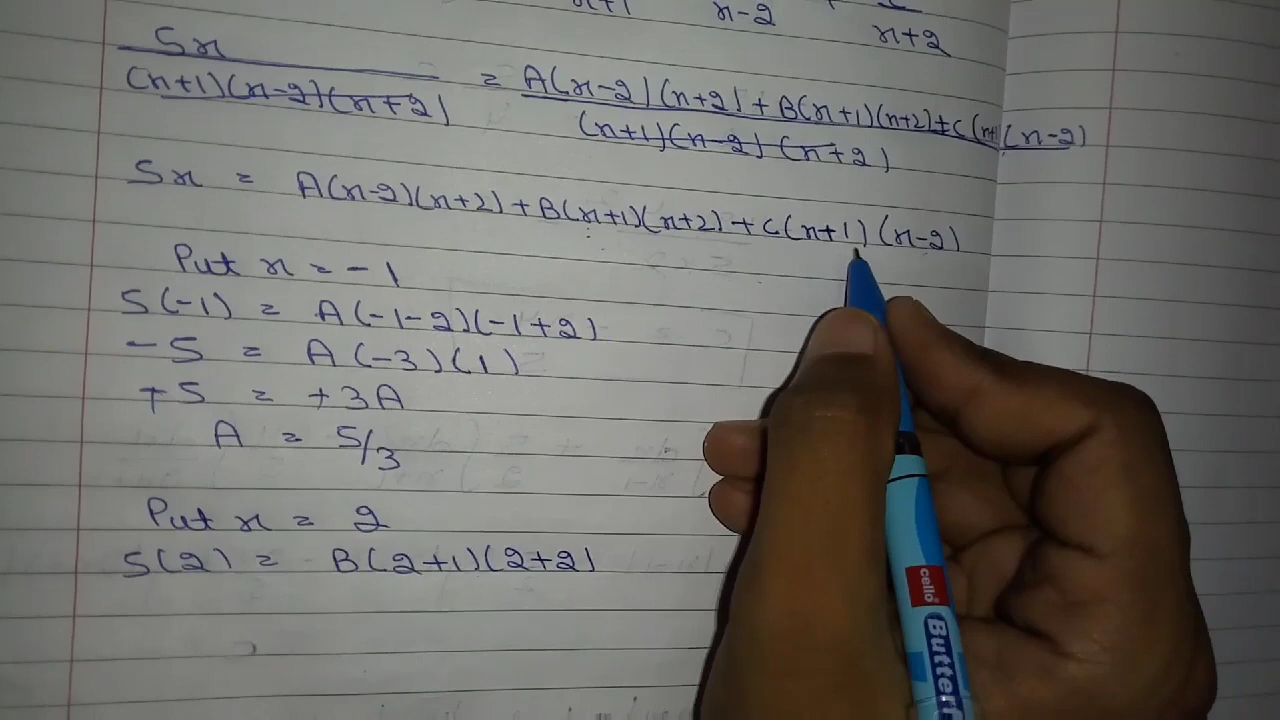 x+1 x-2 + x+2
5x
(x+1)(x-2)(x+2) = A(x-2)(x+2)+B(x+1)(x+2)+C(x+1)(x-2)
(x+1)(x-2)(x+2)
5x = A(x-2)(x+2)+B(x+1)(x+2)+C(x+1)(x-2)
Put x = -1
5(-1) = A(-1-2)(-1+2)
-5 = A(-3)(1)
+5 = +3A
A = 5/3
Put x = 2
5(2) = B(2+1)(2+2)
cello
Butterf